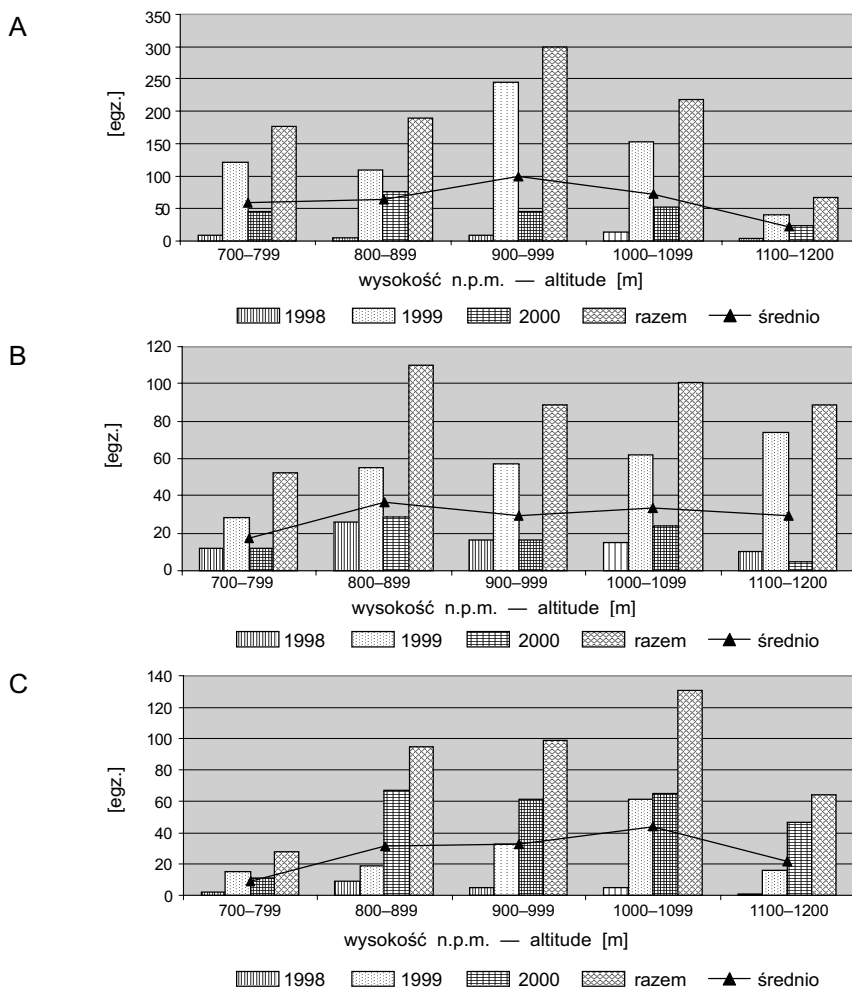 A
350
300
250
200
150
100
50
0
[egz.]
700–799 800–899 900–999 1000–1099 1100–1200
wysokość n.p.m. — altitude [m]
1998 1999 2000 razem średnio
B
120
100
80
60
40
20
0
[egz.]
700–799 800–899 900–999 1000–1099 1100–1200
wysokość n.p.m. — altitude [m]
1998 1999 2000 razem średnio
C
140
120
100
80
60
40
20
0
[egz.]
700–799 800–899 900–999 1000–1099 1100–1200
wysokość n.p.m. — altitude [m]
1998 1999 2000 razem średnio